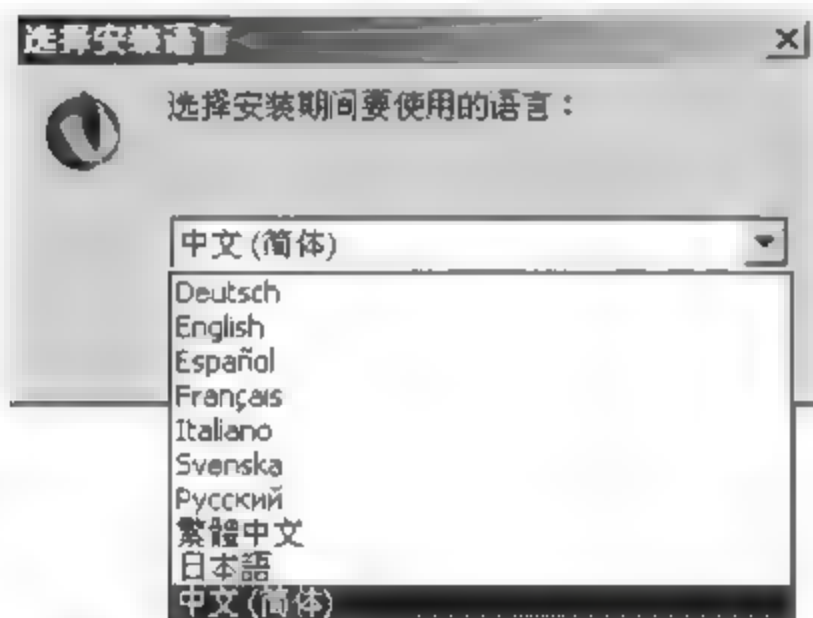 选择安装语言
选择安装期间要使用的语言：
中文(简体)
Deutsch
English
Español
Français
Italiano
Svenska
Русский
繁體中文
日本語
中文(简体)